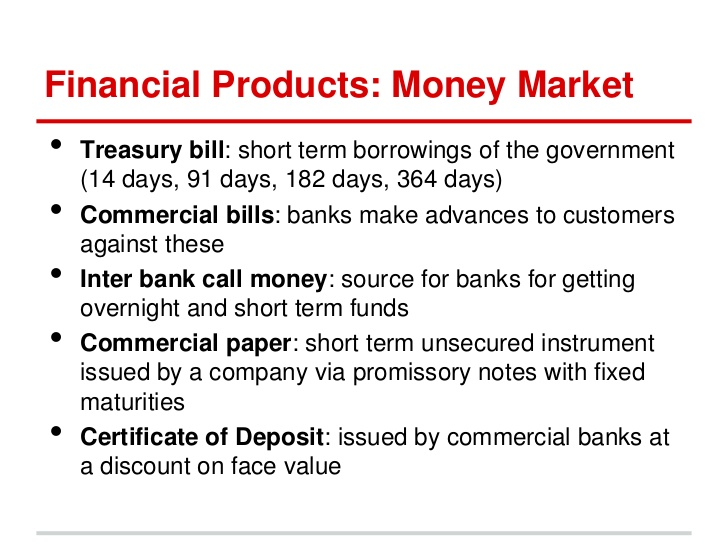 Financial Products: Money Market
• Treasury bill: short term borrowings of the government
(14 days, 91 days, 182 days, 364 days)
• Commercial bills: banks make advances to customers
against these
• Inter bank call money: source for banks for getting
overnight and short term funds
• Commercial paper: short term unsecured instrument
issued by a company via promissory notes with fixed
maturities
• Certificate of Deposit: issued by commercial banks at
a discount on face value